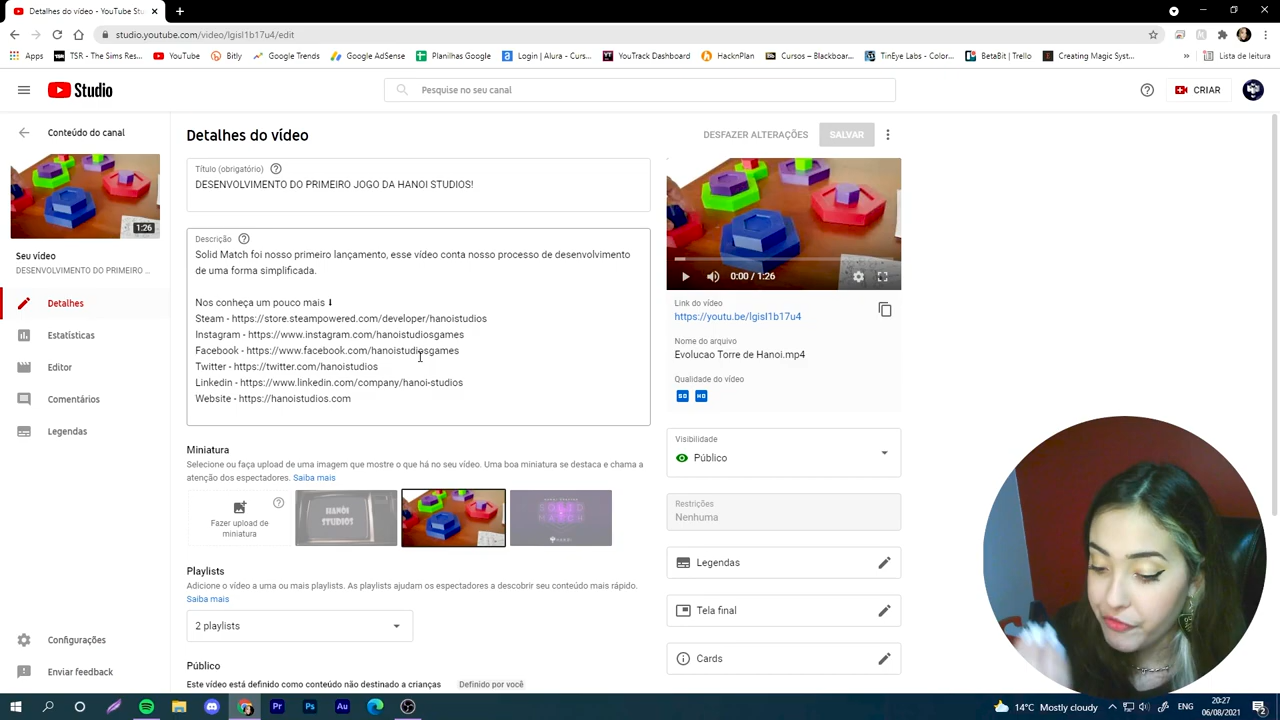 Detalhes do vídeo - YouTube Stu
studio.youtube.com/video/lgisl1b17u4/edit
Apps
TSR - The Sims Res...
YouTube
Bitly
Google Trends
Google AdSense
Planilhas Google
Login | Alura - Curs...
YouTrack Dashboard
HacknPlan
Cursos – Blackboar...
TinEye Labs - Color...
BetaBit | Trello
Creating Magic Syst...
»
Lista de leitura
Studio
Pesquise no seu canal
CRIAR
Conteúdo do canal
1:26
Seu vídeo
DESENVOLVIMENTO DO PRIMEIRO ...
Detalhes
Estatísticas
Editor
Comentários
Legendas
Configurações
Enviar feedback
Detalhes do vídeo
DESFAZER ALTERAÇÕES
SALVAR
Título (obrigatório)
DESENVOLVIMENTO DO PRIMEIRO JOGO DA HANOI STUDIOS!
Descrição
Solid Match foi nosso primeiro lançamento, esse vídeo conta nosso processo de desenvolvimento
de uma forma simplificada.
Nos conheça um pouco mais ⬇
Steam - https://store.steampowered.com/developer/hanoistudios
Instagram - https://www.instagram.com/hanoistudiosgames
Facebook - https://www.facebook.com/hanoistudiosgames
Twitter - https://twitter.com/hanoistudios
Linkedin - https://www.linkedin.com/company/hanoi-studios
Website - https://hanoistudios.com
Miniatura
Selecione ou faça upload de uma imagem que mostre o que há no seu vídeo. Uma boa miniatura se destaca e chama a
atenção dos espectadores. Saiba mais
Fazer upload de
miniatura
HANÓI
STUDIOS
SOLID
MATCH
Playlists
Adicione o vídeo a uma ou mais playlists. As playlists ajudam os espectadores a descobrir seu conteúdo mais rápido.
Saiba mais
2 playlists
Público
Este vídeo está definido como conteúdo não destinado a crianças
Definido por você
0:00 / 1:26
Link do vídeo
https://youtu.be/lgisl1b17u4
Nome do arquivo
Evolucao Torre de Hanoi.mp4
Qualidade do vídeo
SD
HD
Visibilidade
Público
Restrições
Nenhuma
Legendas
Tela final
Cards
Pr
Ps
Au
14°C Mostly cloudy
20:27
06/08/2021
2